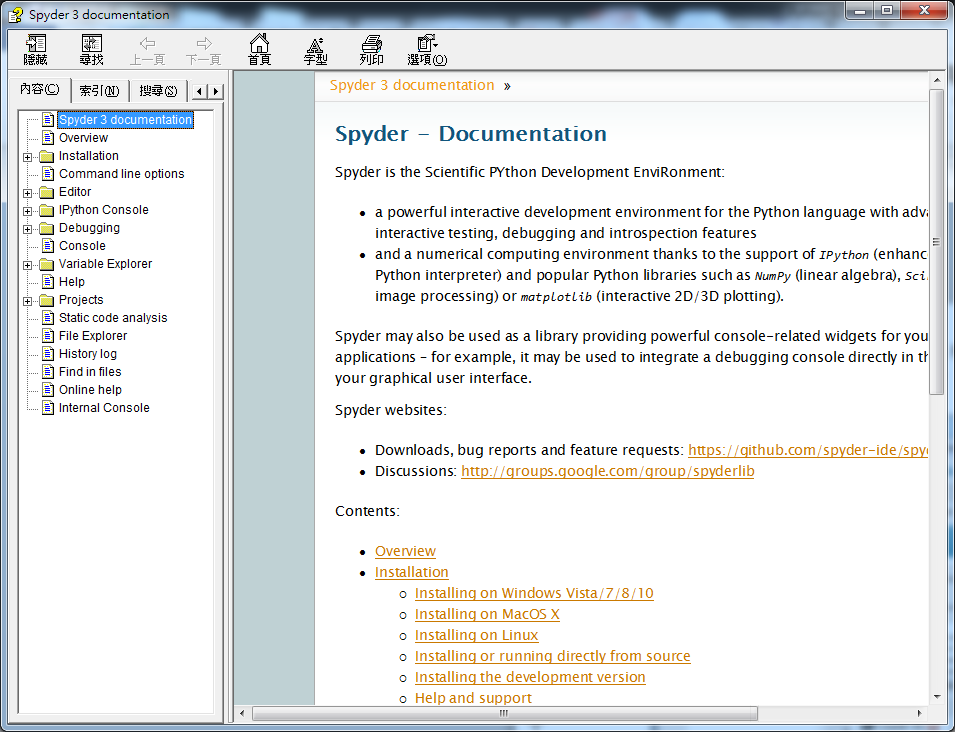 Spyder 3 documentation
隱藏 尋找 上一頁 下一頁 首頁 字型 列印 選項(O)
內容(C) 索引(N) 搜尋(S)
Spyder 3 documentation
Overview
Installation
Command line options
Editor
IPython Console
Debugging
Console
Variable Explorer
Help
Projects
Static code analysis
File Explorer
History log
Find in files
Online help
Internal Console
Spyder 3 documentation »
Spyder - Documentation
Spyder is the Scientific PYthon Development EnviRonment:
• a powerful interactive development environment for the Python language with adva
interactive testing, debugging and introspection features
• and a numerical computing environment thanks to the support of IPython (enhanc
Python interpreter) and popular Python libraries such as NumPy (linear algebra), Sci
image processing) or matplotlib (interactive 2D/3D plotting).
Spyder may also be used as a library providing powerful console-related widgets for you
applications - for example, it may be used to integrate a debugging console directly in th
your graphical user interface.
Spyder websites:
• Downloads, bug reports and feature requests: https://github.com/spyder-ide/spy
• Discussions: http://groups.google.com/group/spyderlib
Contents:
• Overview
• Installation
o Installing on Windows Vista/7/8/10
o Installing on MacOS X
o Installing on Linux
o Installing or running directly from source
o Installing the development version
o Help and support